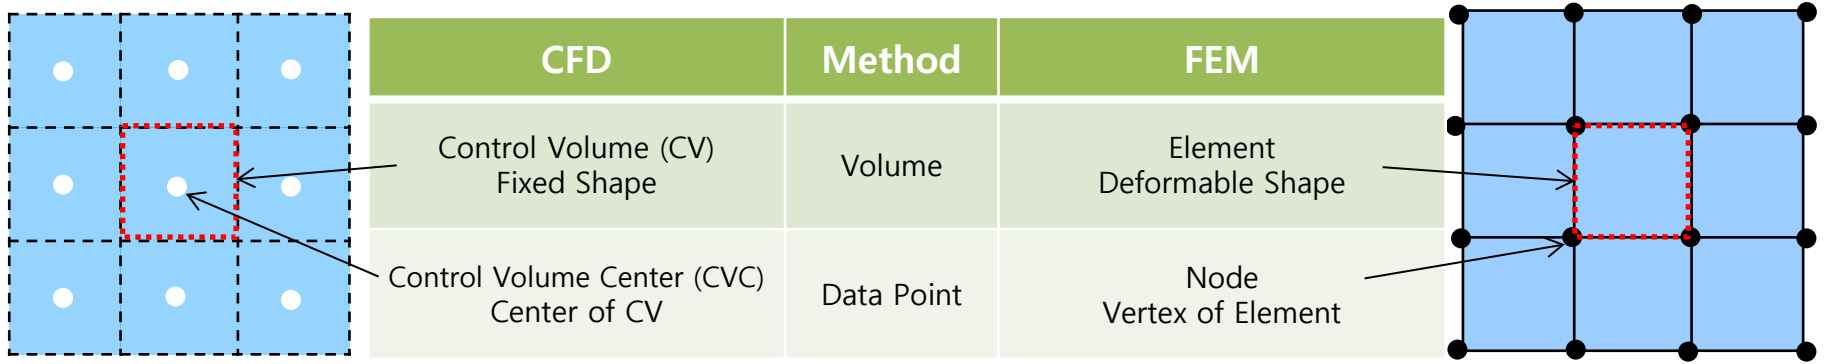 CFD
Method
FEM
Control Volume (CV)
Fixed Shape
Volume
Element
Deformable Shape
Control Volume Center (CVC)
Center of CV
Data Point
Node
Vertex of Element